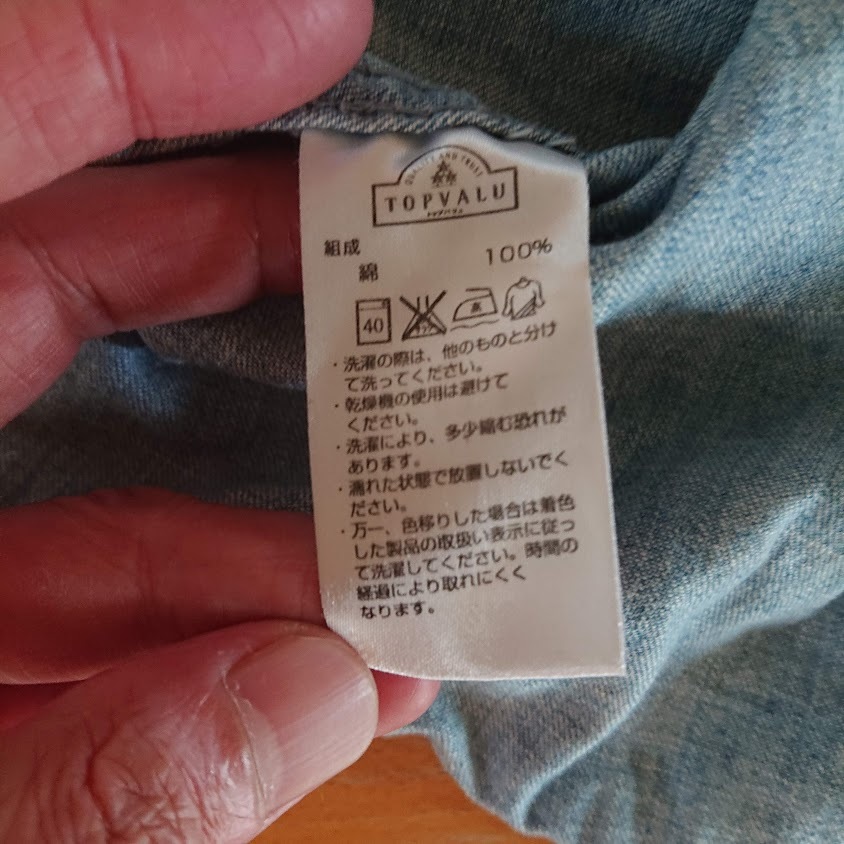 QUALITY AND TRUST
TOPVALU
トップバリュ
組成
綿 100%
40
エンソサラシ
高
・洗濯の際は、他のものと分け
て洗ってください。
・乾燥機の使用は避けて
ください。
・洗濯により、多少縮む恐れが
あります。
・濡れた状態で放置しないでく
ださい。
・万一、色移りした場合は着色
した製品の取扱い表示に従っ
て洗濯してください。時間の
経過により取れにくく
なります。